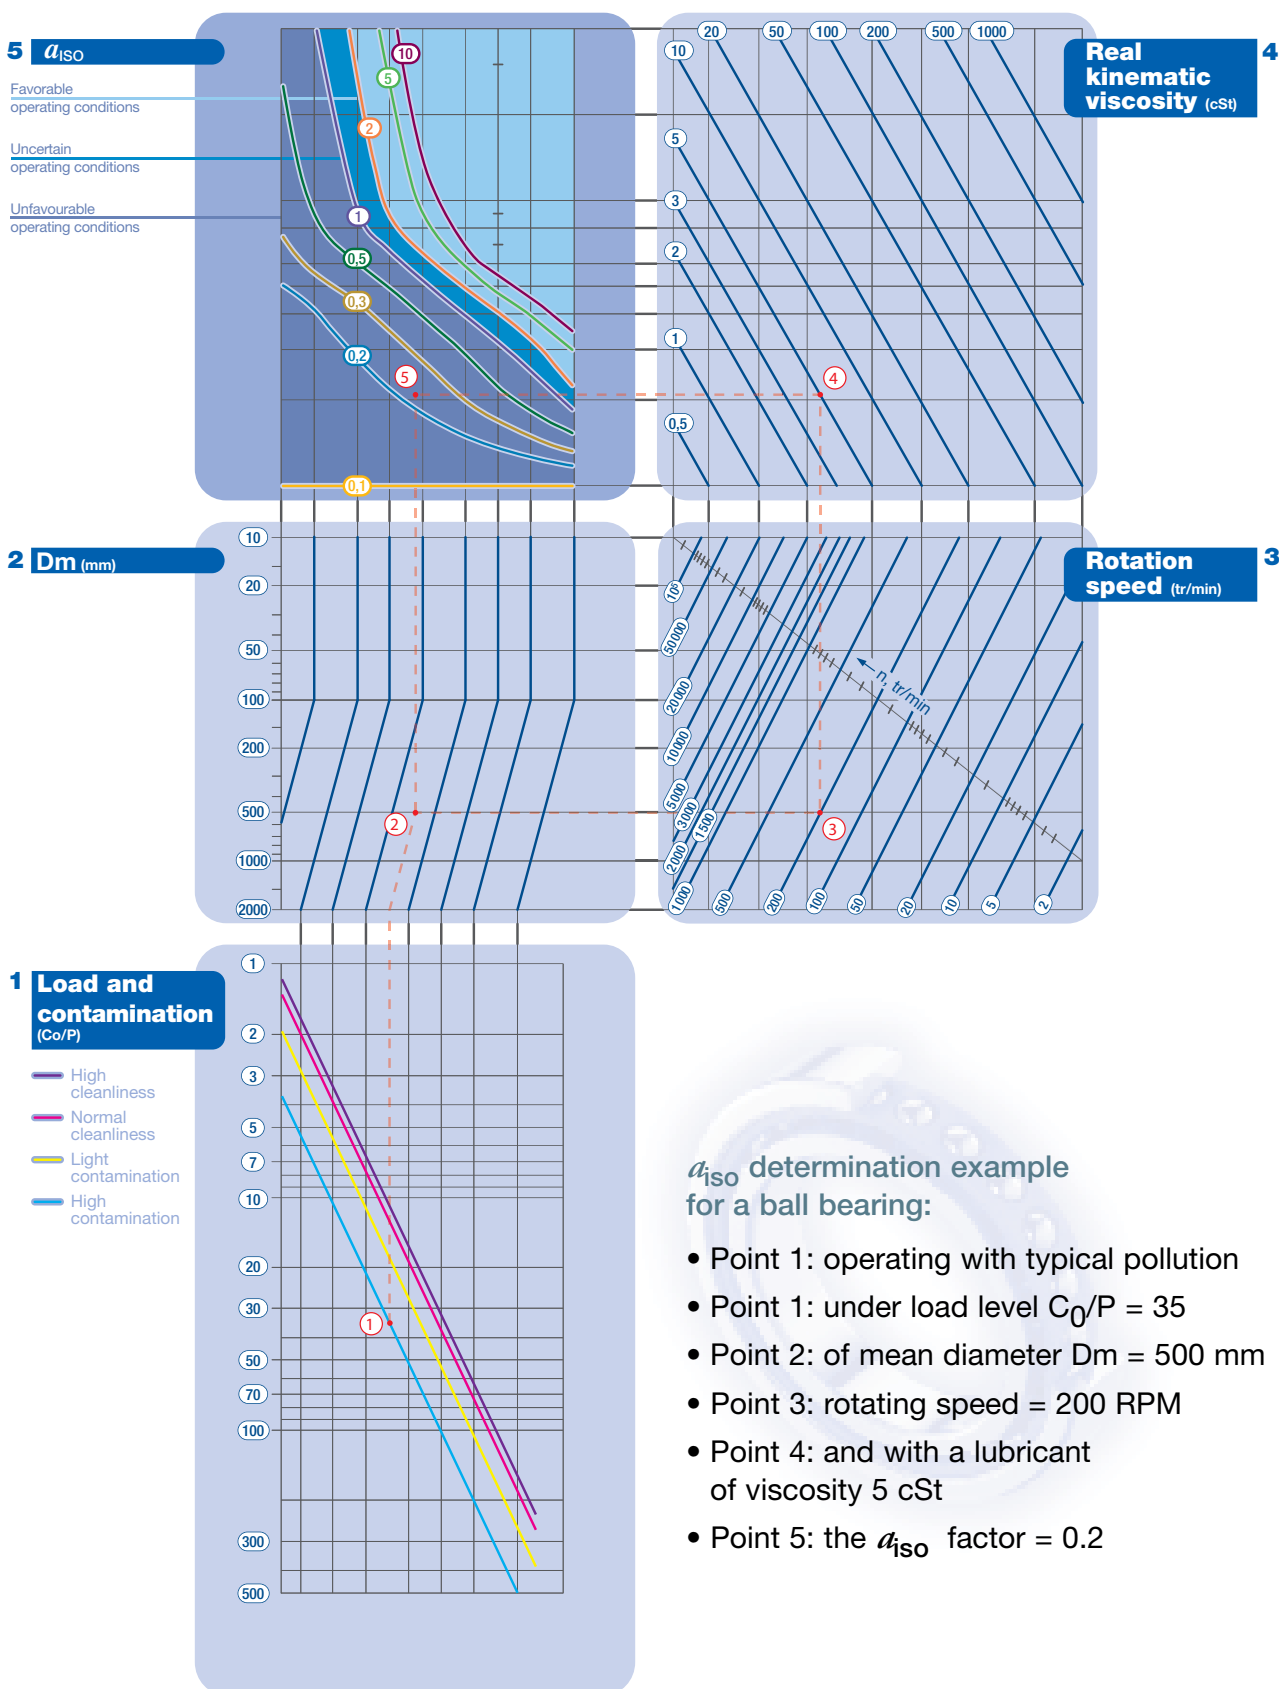 5 aISO
Favorable
operating conditions
Uncertain
operating conditions
Unfavourable
operating conditions
10
5
2
1
0,5
0,3
0,2
0,1
5
20 50 100 200 500 1000
10
5
3
2
1
0,5
4
Real
kinematic
viscosity (cSt)
4
2 Dm (mm)
10
20
50
100
200
500
1000
2000
2
Rotation
speed (tr/min)
3
n, tr/min
10⁵
50000
20000
10000
5000
3000
1500
2000
1000 500 200 100 50 20 10 5 2
3
1 Load and
contamination
(Co/P)
High
cleanliness
Normal
cleanliness
Light
contamination
High
contamination
1
2
3
5
7
10
20
30
50
70
100
300
500
1
aiso determination example
for a ball bearing:
• Point 1: operating with typical pollution
• Point 1: under load level C0/P = 35
• Point 2: of mean diameter Dm = 500 mm
• Point 3: rotating speed = 200 RPM
• Point 4: and with a lubricant
of viscosity 5 cSt
• Point 5: the aiso factor = 0.2